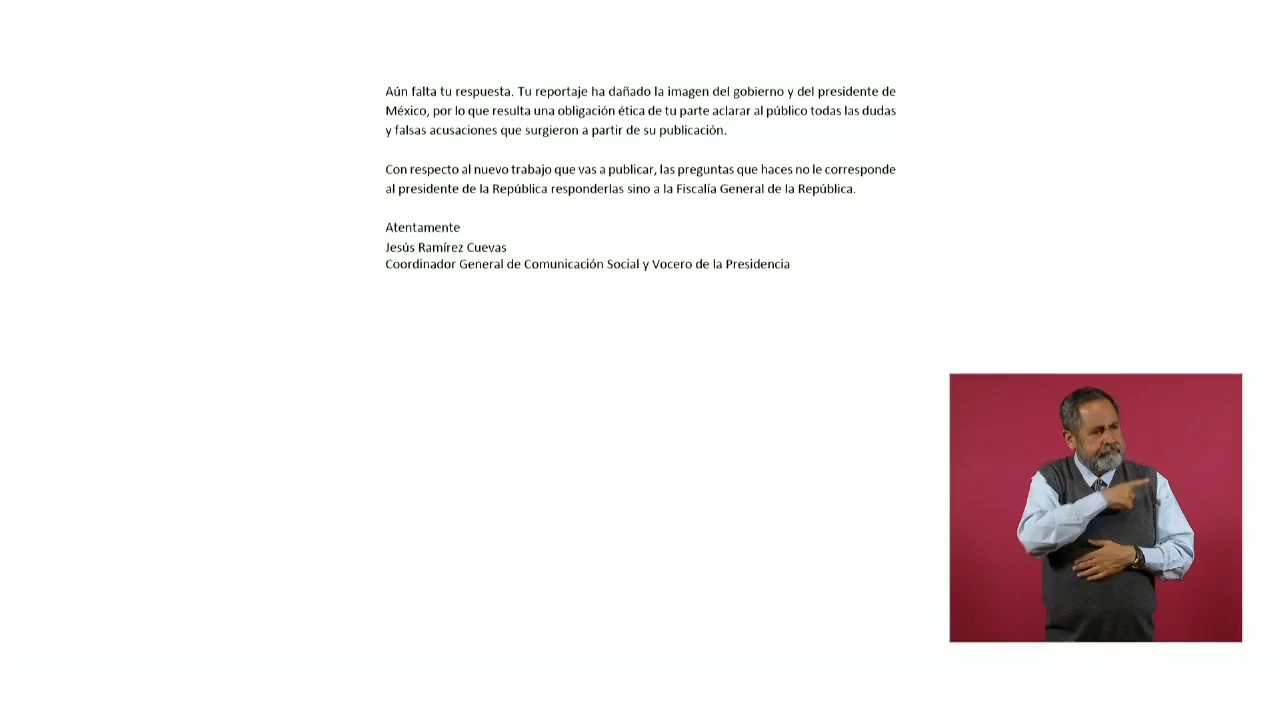 Aún falta tu respuesta. Tu reportaje ha dañado la imagen del gobierno y del presidente de
México, por lo que resulta una obligación ética de tu parte aclarar al público todas las dudas
y falsas acusaciones que surgieron a partir de su publicación.
Con respecto al nuevo trabajo que vas a publicar, las preguntas que haces no le corresponde
al presidente de la República responderlas sino a la Fiscalía General de la República.
Atentamente
Jesús Ramírez Cuevas
Coordinador General de Comunicación Social y Vocero de la Presidencia